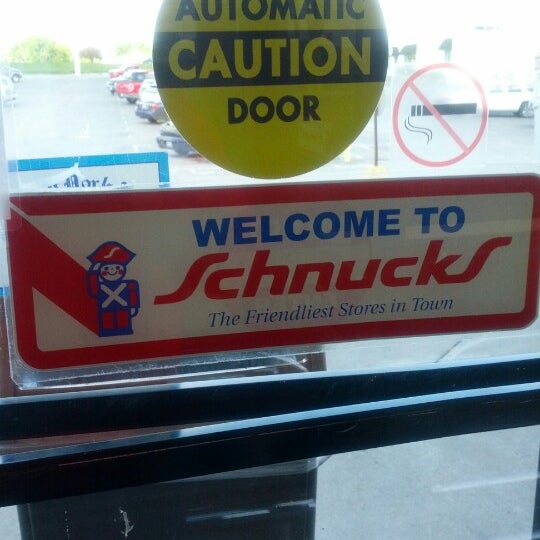 AUTOMATIC
CAUTION
DOOR
WELCOME TO
Schnucks
The Friendliest Stores in Town